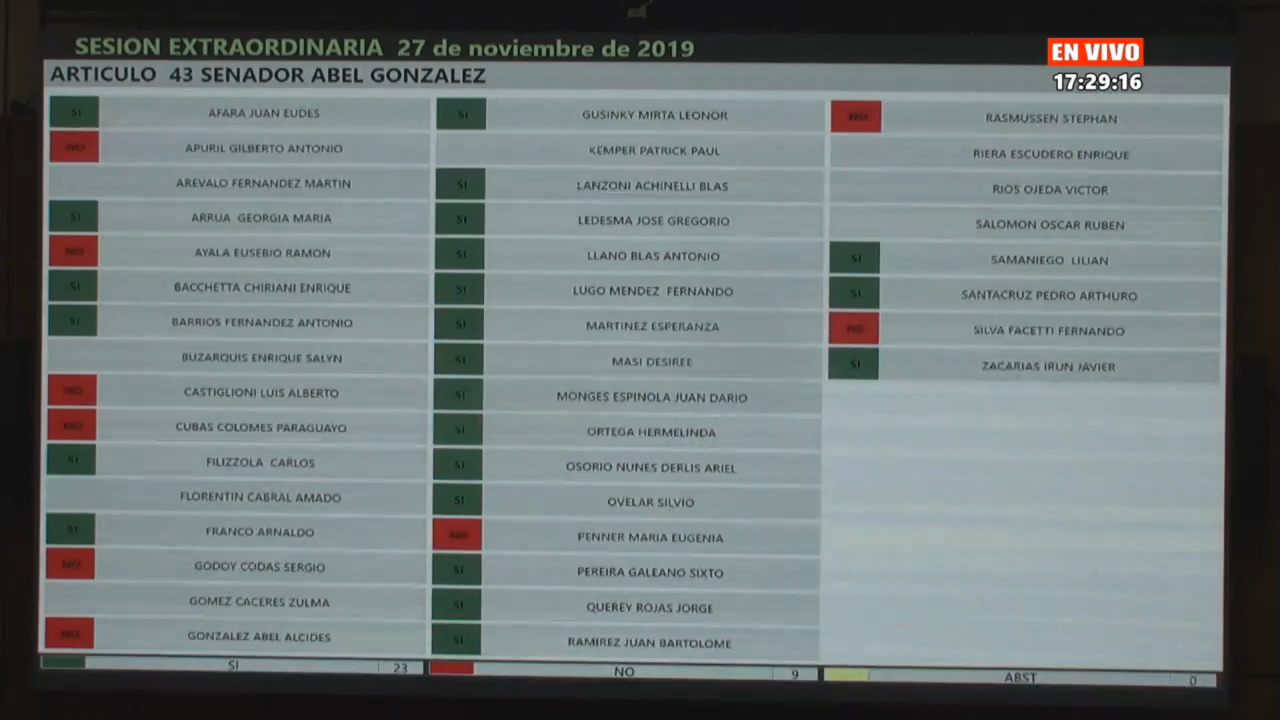 SESION EXTRAORDINARIA 27 de noviembre de 2019
EN VIVO
17:29:16
ARTICULO 43 SENADOR ABEL GONZALEZ
SI AFARA JUAN EUDES
NO APURIL GILBERTO ANTONIO
AREVALO FERNANDEZ MARTIN
SI ARRUA GEORGIA MARIA
NO AYALA EUSEBIO RAMON
SI BACCHETTA CHIRIANI ENRIQUE
SI BARRIOS FERNANDEZ ANTONIO
BUZARQUIS ENRIQUE SALYN
NO CASTIGLIONI LUIS ALBERTO
NO CUBAS COLOMES PARAGUAYO
SI FILIZZOLA CARLOS
FLORENTIN CABRAL AMADO
SI FRANCO ARNALDO
NO GODOY CODAS SERGIO
GOMEZ CACERES ZULMA
NO GONZALEZ ABEL ALCIDES
SI GUSINKY MIRTA LEONOR
KEMPER PATRICK PAUL
SI LANZONI ACHINELLI BLAS
SI LEDESMA JOSE GREGORIO
SI LLANO BLAS ANTONIO
SI LUGO MENDEZ FERNANDO
SI MARTINEZ ESPERANZA
SI MASI DESIREE
SI MONGES ESPINOLA JUAN DARIO
SI ORTEGA HERMELINDA
SI OSORIO NUNES DERLIS ARIEL
SI OVELAR SILVIO
NO PENNER MARIA EUGENIA
SI PEREIRA GALEANO SIXTO
SI QUEREY ROJAS JORGE
SI RAMIREZ JUAN BARTOLOME
NO RASMUSSEN STEPHAN
RIERA ESCUDERO ENRIQUE
RIOS OJEDA VICTOR
SALOMON OSCAR RUBEN
SI SAMANIEGO LILIAN
SI SANTACRUZ PEDRO ARTHURO
NO SILVA FACETTI FERNANDO
SI ZACARIAS IRUN JAVIER
SI 23
NO 9
ABST 0